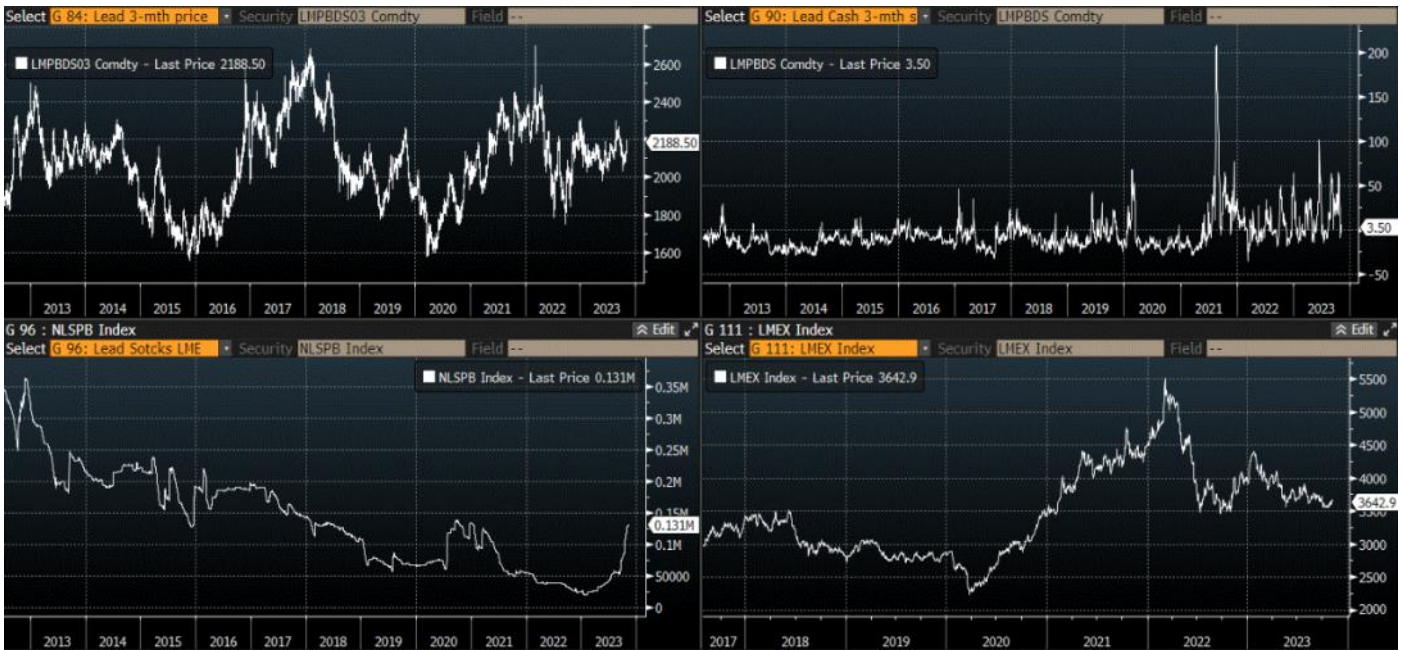 Select G 84: Lead 3-mth price Security LMPBDS03 Comdty Field --
LMPBDS03 Comdty - Last Price 2188.50
2600
2400
2188.50
2000
1800
1600
2013 2014 2015 2016 2017 2018 2019 2020 2021 2022 2023
Select G 90: Lead Cash 3-mth s Security LMPBDS Comdty Field --
LMPBDS Comdty - Last Price 3.50
200
150
100
50
3.50
-50
2013 2014 2015 2016 2017 2018 2019 2020 2021 2022 2023
G 96 : NLSPB Index Edit
Select G 96: Lead Sotcks LME Security NLSPB Index Field --
NLSPB Index - Last Price 0.131M
0.35M
0.3M
0.25M
0.2M
0.15M
0.131M
0.1M
50000
0
2013 2014 2015 2016 2017 2018 2019 2020 2021 2022 2023
G 111 : LMEX Index Edit
Select G 111: LMEX Index Security LMEX Index Field --
LMEX Index - Last Price 3642.9
5500
5000
4500
4000
3642.9
3500
3000
2500
2000
2017 2018 2019 2020 2021 2022 2023